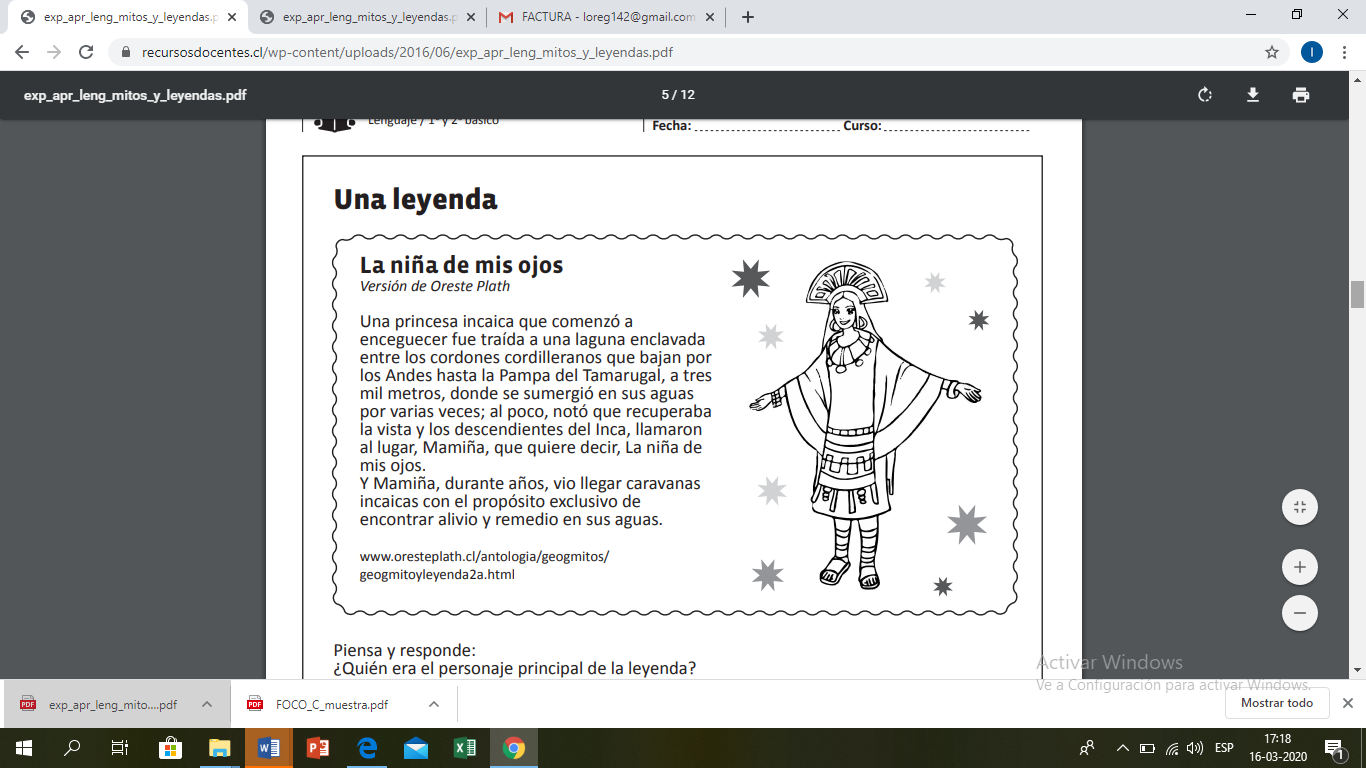 exp_apr_leng_mitos_y_leyendas.p
exp_apr_leng_mitos_y_leyendas.p
FACTURA - loreg142@gmail.com
recursosdocentes.cl/wp-content/uploads/2016/06/exp_apr_leng_mitos_y_leyendas.pdf
I
exp_apr_leng_mitos_y_leyendas.pdf
5 / 12
Lenguaje / 1º y 2º básico
Fecha: Curso:
Una leyenda
La niña de mis ojos
Versión de Oreste Plath
Una princesa incaica que comenzó a
enceguecer fue traída a una laguna enclavada
entre los cordones cordilleranos que bajan por
los Andes hasta la Pampa del Tamarugal, a tres
mil metros, donde se sumergió en sus aguas
por varias veces; al poco, notó que recuperaba
la vista y los descendientes del Inca, llamaron
al lugar, Mamiña, que quiere decir, La niña de
mis ojos.
Y Mamiña, durante años, vio llegar caravanas
incaicas con el propósito exclusivo de
encontrar alivio y remedio en sus aguas.
www.oresteplath.cl/antologia/geogmitos/
geogmitoyleyenda2a.html
Piensa y responde:
¿Quién era el personaje principal de la leyenda?
Activar Windows
Ve a Configuración para activar Windows.
exp_apr_leng_mito....pdf
FOCO_C_muestra.pdf
Mostrar todo
ESP
17:18
16-03-2020
1